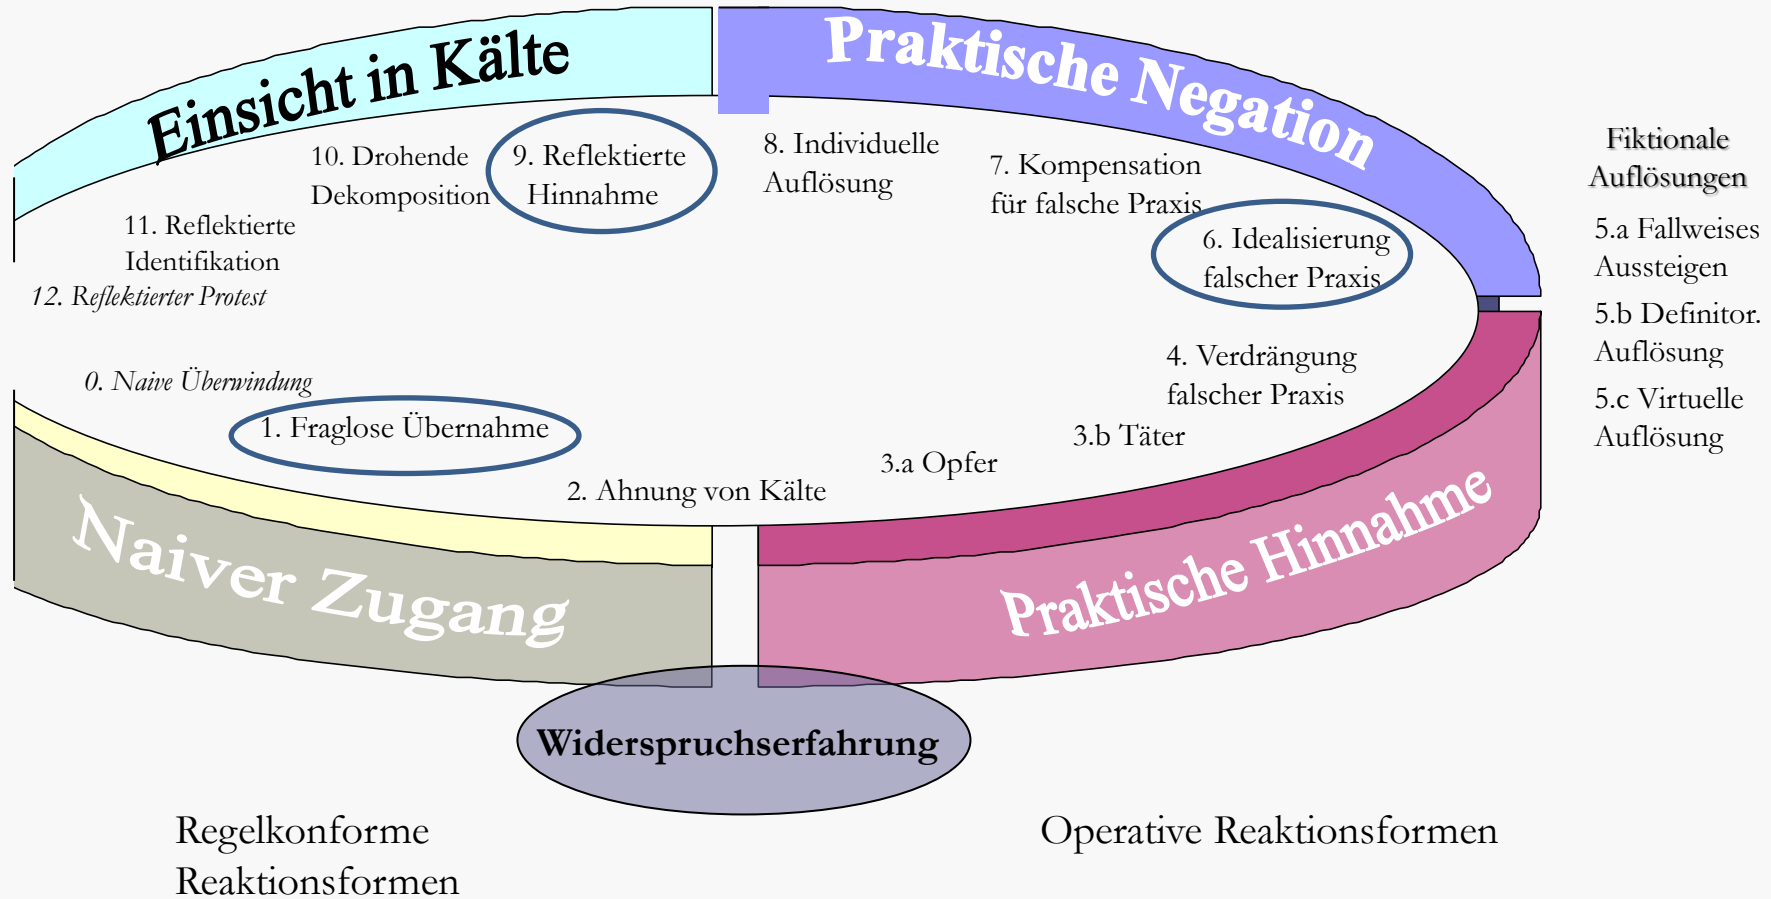 Einsicht in Kälte
Praktische Negation
10. Drohende
Dekomposition
9. Reflektierte
Hinnahme
8. Individuelle
Auflösung
7. Kompensation
für falsche Praxis
6. Idealisierung
falscher Praxis
11. Reflektierte
Identifikation
12. Reflektierter Protest
Fiktionale
Auflösungen
5.a Fallweises
Aussteigen
5.b Definitor.
Auflösung
5.c Virtuelle
Auflösung
0. Naive Überwindung
1. Fraglose Übernahme
2. Ahnung von Kälte
3.a Opfer
3.b Täter
4. Verdrängung
falscher Praxis
Naiver Zugang
Praktische Hinnahme
Widerspruchserfahrung
Regelkonforme
Reaktionsformen
Operative Reaktionsformen